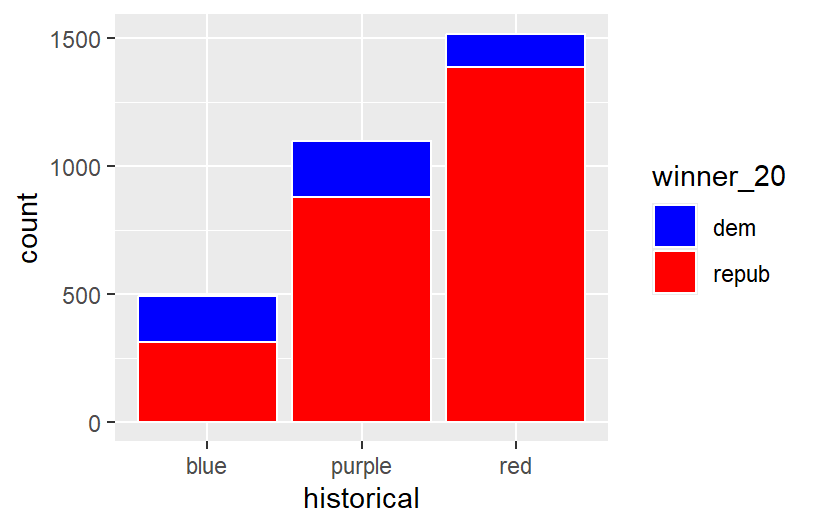 1500
1000
500
0
count
blue purple red
historical
winner_20
dem
repub